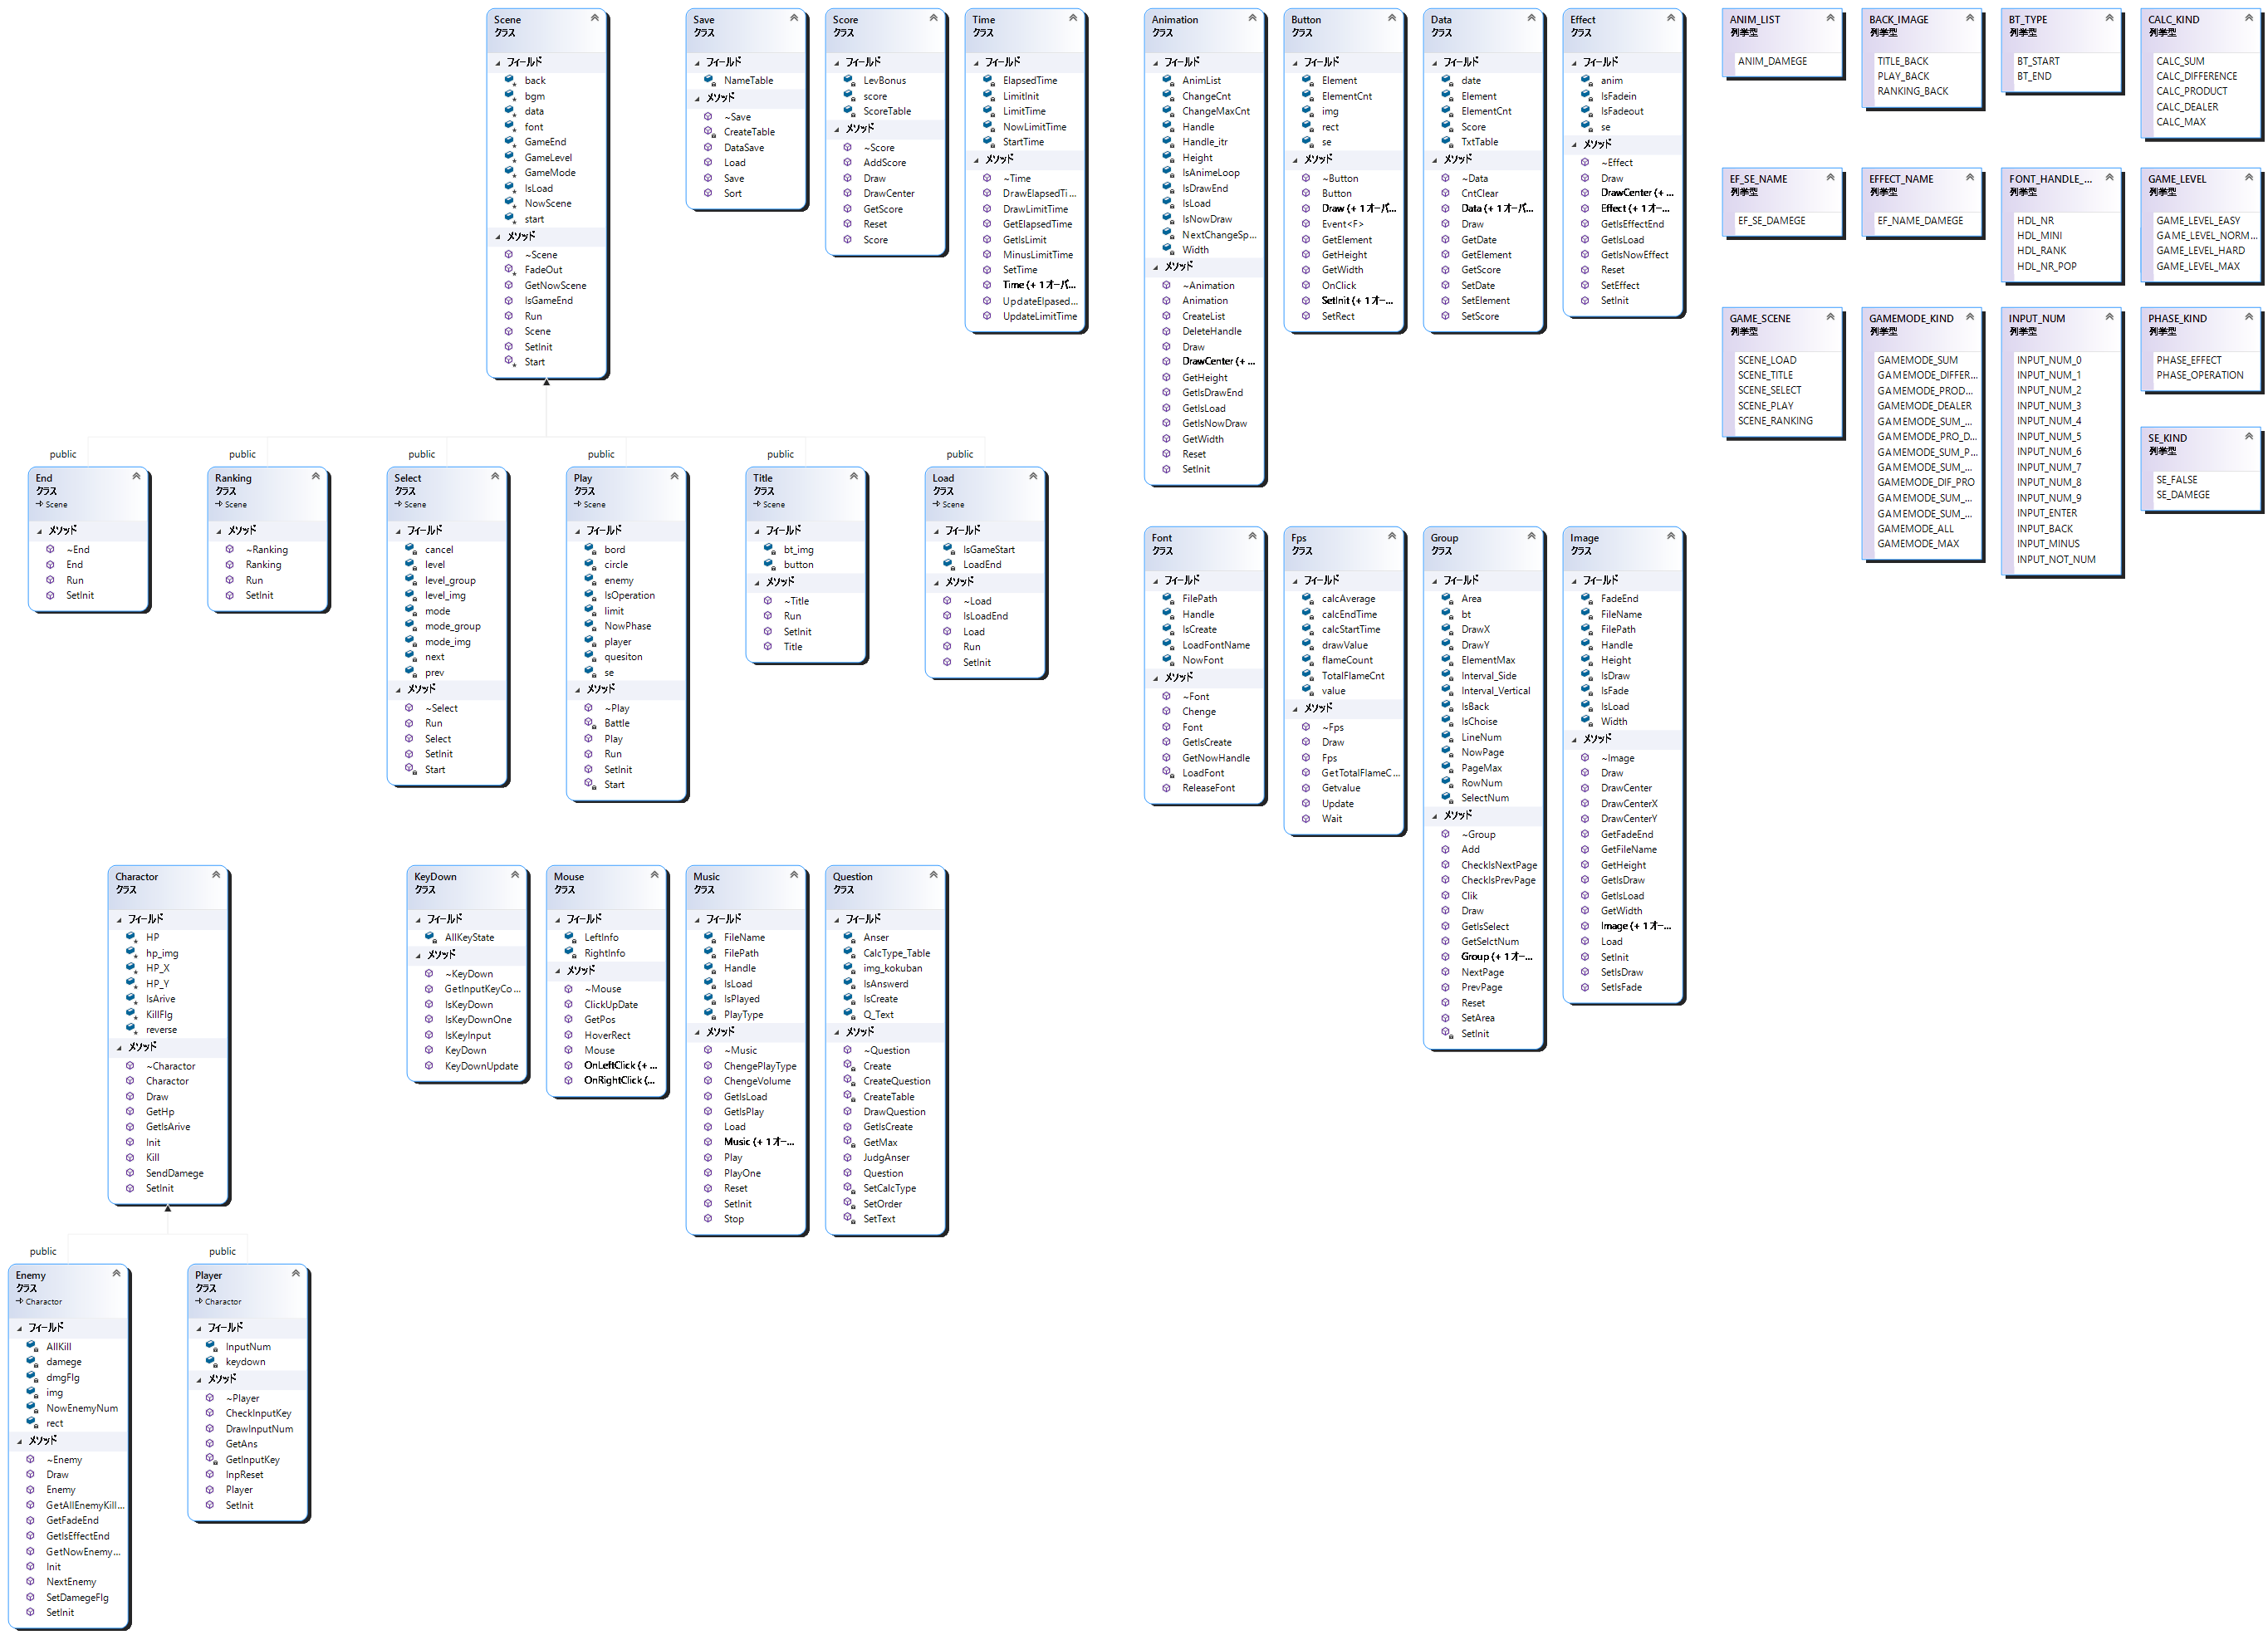 Scene
クラス
フィールド
back
bgm
data
font
GameEnd
GameLevel
GameMode
IsLoad
NowScene
start
メソッド
~Scene
FadeOut
GetNowScene
IsGameEnd
Run
Scene
SetInit
Start
Save
クラス
フィールド
NameTable
メソッド
~Save
CreateTable
DataSave
Load
Save
Sort
Score
クラス
フィールド
LevBonus
score
ScoreTable
メソッド
~Score
AddScore
Draw
DrawCenter
GetScore
Reset
Score
Time
クラス
フィールド
ElapsedTime
LimitInit
LimitTime
NowLimitTime
StartTime
メソッド
~Time
DrawElapsedTi...
DrawLimitTime
GetElapsedTime
GetIsLimit
MinusLimitTime
SetTime
Time (+ 1 オーバ...
UpdateElpased...
UpdateLimitTime
Animation
クラス
フィールド
AnimList
ChangeCnt
ChangeMaxCnt
Handle
Handle_itr
Height
IsAnimeLoop
IsDrawEnd
IsLoad
IsNowDraw
NextChangeSp...
Width
メソッド
~Animation
Animation
CreateList
DeleteHandle
Draw
DrawCenter (+ ...
GetHeight
GetIsDrawEnd
GetIsLoad
GetIsNowDraw
GetWidth
Reset
SetInit
Button
クラス
フィールド
Element
ElementCnt
img
rect
se
メソッド
~Button
Button
Draw (+ 1 オーバ...
Event<F>
GetElement
GetHeight
GetWidth
OnClick
SetInit (+ 1 オー...
SetRect
Data
クラス
フィールド
date
Element
ElementCnt
Score
TxtTable
メソッド
~Data
CntClear
Data (+ 1 オーバ...
Draw
GetDate
GetElement
GetScore
SetDate
SetElement
SetScore
Effect
クラス
フィールド
anim
IsFadein
IsFadeout
se
メソッド
~Effect
Draw
DrawCenter (+ ...
Effect (+ 1 オー...
GetIsEffectEnd
GetIsLoad
GetIsNowEffect
Reset
SetEffect
SetInit
ANIM_LIST
列挙型
ANIM_DAMEGE
BACK_IMAGE
列挙型
TITLE_BACK
PLAY_BACK
RANKING_BACK
BT_TYPE
列挙型
BT_START
BT_END
CALC_KIND
列挙型
CALC_SUM
CALC_DIFFERENCE
CALC_PRODUCT
CALC_DEALER
CALC_MAX
EF_SE_NAME
列挙型
EF_SE_DAMEGE
EFFECT_NAME
列挙型
EF_NAME_DAMEGE
FONT_HANDLE_...
列挙型
HDL_NR
HDL_MINI
HDL_RANK
HDL_NR_POP
GAME_LEVEL
列挙型
GAME_LEVEL_EASY
GAME_LEVEL_NORM...
GAME_LEVEL_HARD
GAME_LEVEL_MAX
GAME_SCENE
列挙型
SCENE_LOAD
SCENE_TITLE
SCENE_SELECT
SCENE_PLAY
SCENE_RANKING
GAMEMODE_KIND
列挙型
GAMEMODE_SUM
GAMEMODE_DIFFER...
GAMEMODE_PROD...
GAMEMODE_DEALER
GAMEMODE_SUM_...
GAMEMODE_PRO_D...
GAMEMODE_SUM_P...
GAMEMODE_SUM_...
GAMEMODE_DIF_PRO
GAMEMODE_SUM_...
GAMEMODE_SUM_...
GAMEMODE_ALL
GAMEMODE_MAX
INPUT_NUM
列挙型
INPUT_NUM_0
INPUT_NUM_1
INPUT_NUM_2
INPUT_NUM_3
INPUT_NUM_4
INPUT_NUM_5
INPUT_NUM_6
INPUT_NUM_7
INPUT_NUM_8
INPUT_NUM_9
INPUT_ENTER
INPUT_BACK
INPUT_MINUS
INPUT_NOT_NUM
PHASE_KIND
列挙型
PHASE_EFFECT
PHASE_OPERATION
SE_KIND
列挙型
SE_FALSE
SE_DAMEGE
public
End
クラス
Scene
メソッド
~End
End
Run
SetInit
public
Ranking
クラス
Scene
メソッド
~Ranking
Ranking
Run
SetInit
public
Select
クラス
Scene
フィールド
cancel
level
level_group
level_img
mode
mode_group
mode_img
next
prev
メソッド
~Select
Run
Select
SetInit
Start
public
Play
クラス
Scene
フィールド
bord
circle
enemy
IsOperation
limit
NowPhase
player
quesiton
se
メソッド
~Play
Battle
Play
Run
SetInit
Start
public
Title
クラス
Scene
フィールド
bt_img
button
メソッド
~Title
Run
SetInit
Title
public
Load
クラス
Scene
フィールド
IsGameStart
LoadEnd
メソッド
~Load
IsLoadEnd
Load
Run
SetInit
Font
クラス
フィールド
FilePath
Handle
IsCreate
LoadFontName
NowFont
メソッド
~Font
Chenge
Font
GetIsCreate
GetNowHandle
LoadFont
ReleaseFont
Fps
クラス
フィールド
calcAverage
calcEndTime
calcStartTime
drawValue
flameCount
TotalFlameCnt
value
メソッド
~Fps
Draw
Fps
GetTotalFlameC...
Getvalue
Update
Wait
Group
クラス
フィールド
Area
bt
DrawX
DrawY
ElementMax
Interval_Side
Interval_Vertical
IsBack
IsChoise
LineNum
NowPage
PageMax
RowNum
SelectNum
メソッド
~Group
Add
CheckIsNextPage
CheckIsPrevPage
Clik
Draw
GetIsSelect
GetSelctNum
Group (+ 1 オー...
NextPage
PrevPage
Reset
SetArea
SetInit
Image
クラス
フィールド
FadeEnd
FileName
FilePath
Handle
Height
IsDraw
IsFade
IsLoad
Width
メソッド
~Image
Draw
DrawCenter
DrawCenterX
DrawCenterY
GetFadeEnd
GetFileName
GetHeight
GetIsDraw
GetIsLoad
GetWidth
Image (+ 1 オー...
Load
SetInit
SetIsDraw
SetIsFade
Charactor
クラス
フィールド
HP
hp_img
HP_X
HP_Y
IsArive
KillFlg
reverse
メソッド
~Charactor
Charactor
Draw
GetHp
GetIsArive
Init
Kill
SendDamege
SetInit
KeyDown
クラス
フィールド
AllKeyState
メソッド
~KeyDown
GetInputKeyCo...
IsKeyDown
IsKeyDownOne
IsKeyInput
KeyDown
KeyDownUpdate
Mouse
クラス
フィールド
LeftInfo
RightInfo
メソッド
~Mouse
ClickUpDate
GetPos
HoverRect
Mouse
OnLeftClick (+ ...
OnRightClick (...
Music
クラス
フィールド
FileName
FilePath
Handle
IsLoad
IsPlayed
PlayType
メソッド
~Music
ChengePlayType
ChengeVolume
GetIsLoad
GetIsPlay
Load
Music (+ 1 オー...
Play
PlayOne
Reset
SetInit
Stop
Question
クラス
フィールド
Anser
CalcType_Table
img_kokuban
IsAnswerd
IsCreate
Q_Text
メソッド
~Question
Create
CreateQuestion
CreateTable
DrawQuestion
GetIsCreate
GetMax
JudgAnser
Question
SetCalcType
SetOrder
SetText
public
Enemy
クラス
Charactor
フィールド
AllKill
damege
dmgFlg
img
NowEnemyNum
rect
メソッド
~Enemy
Draw
Enemy
GetAllEnemyKill...
GetFadeEnd
GetIsEffectEnd
GetNowEnemy...
Init
NextEnemy
SetDamegeFlg
SetInit
public
Player
クラス
Charactor
フィールド
InputNum
keydown
メソッド
~Player
CheckInputKey
DrawInputNum
GetAns
GetInputKey
InpReset
Player
SetInit